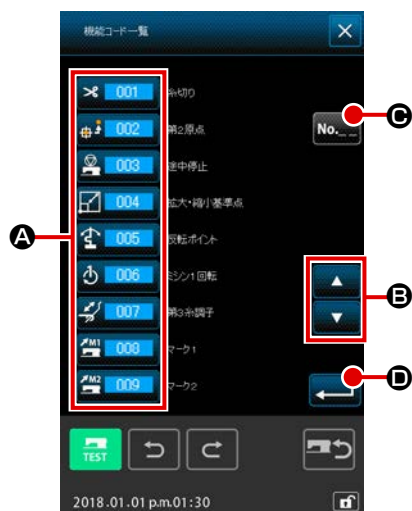 機能コード一覧
001 糸切り
002 第2原点
No._ _
003 途中停止
004 拡大・縮小基準点
A
005 反転ポイント
006 ミシン1回転
B
007 第3糸調子
M1 008 マーク1
M2 009 マーク2
C
D
TEST
2018.01.01 p.m.01:30